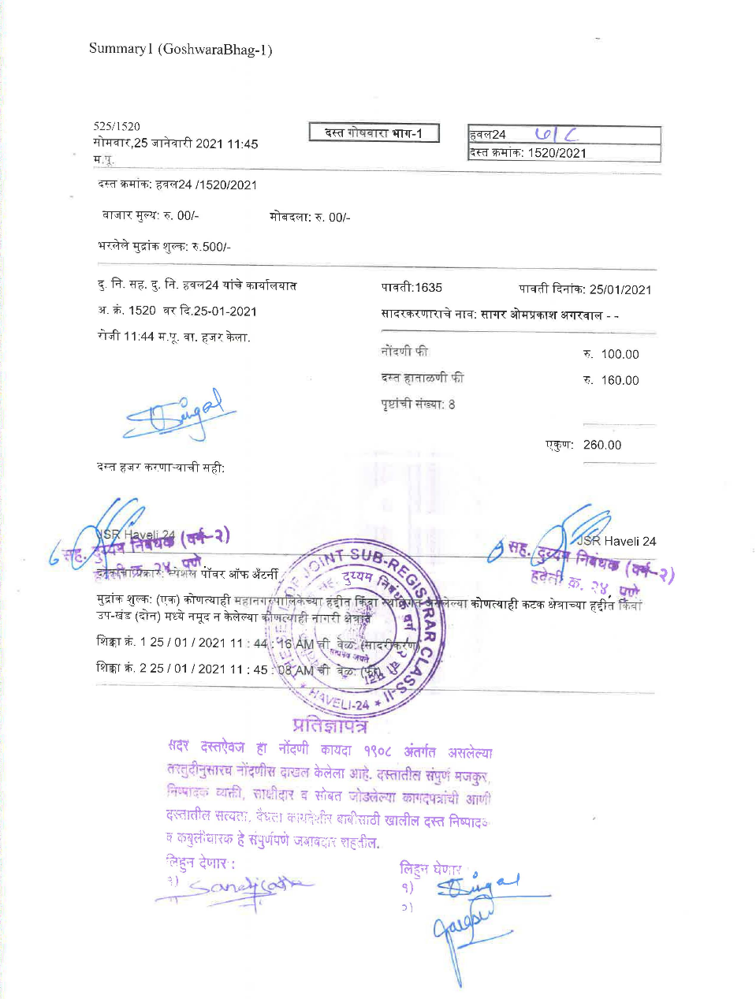 Summary1 (GoshwaraBhag-1)
525/1520
सोमवार,25 जानेवारी 2021 11:45
म.पू.
दस्त गोषवारा भाग-1
हवल24 ७/८
दस्त क्रमांक: 1520/2021
दस्त क्रमांक: हवल24 /1520/2021
बाजार मुल्य: रु. 00/- मोबदला: रु. 00/-
भरलेले मुद्रांक शुल्क: रु.500/-
दु. नि. सह. दु. नि. हवल24 यांचे कार्यालयात
अ. क्रं. 1520 वर दि.25-01-2021
रोजी 11:44 म.पू. वा. हजर केला.
पावती:1635 पावती दिनांक: 25/01/2021
सादरकरणाराचे नाव: सागर ओमप्रकाश अगरवाल - -
नोंदणी फी रु. 100.00
दस्त हाताळणी फी रु. 160.00
पृष्टांची संख्या: 8
एकुण: 260.00
दस्त हजर करणाऱ्याची सही:
JSR Haveli 24
सह. दुय्यम निबंधक (वर्ग-२)
हवेली क्र. २४, पुणे.
JSR Haveli 24
सह. दुय्यम निबंधक (वर्ग-२)
हवेली क्र. २४, पुणे
दस्ताचा प्रकार: स्पेशल पॉवर ऑफ अ‍ॅटर्नी
मुद्रांक शुल्क: (एक) कोणत्याही महानगरपालिकेच्या हद्दीत किंवा स्थालगत असलेल्या कोणत्याही कटक क्षेत्राच्या हद्दीत किंवा
उप-खंड (दोन) मध्ये नमूद न केलेल्या कोणत्याही नागरी क्षेत्रात
शिक्का क्रं. 1 25 / 01 / 2021 11 : 44 : 16 AM ची वेळ: (सादरीकरण)
शिक्का क्रं. 2 25 / 01 / 2021 11 : 45 : 08 AM ची वेळ: (फी)
THE SEAL OF JOINT SUB-REGISTRAR CLASS-II
* HAVELI-24 *
सत्यमेव जयते
प्रतिज्ञापत्र
सदर दस्तऐवज हा नोंदणी कायदा १९०८ अंतर्गत असलेल्या
तरतुदीनुसारच नोंदणीस दाखल केलेला आहे. दस्तातील संपुर्ण मजकुर,
निष्पादक व्यक्ती, साक्षीदार व सोबत जोडलेल्या कागदपत्रांची आणी
दस्तातील सत्यता, वैधता कायदेशीर बाबीसाठी खालील दस्त निष्पादक
व कबुलीधारक हे संपुर्णपणे जबाबदार राहतील.
लिहुन देणार :
१)
लिहुन घेणार :
१)
२)